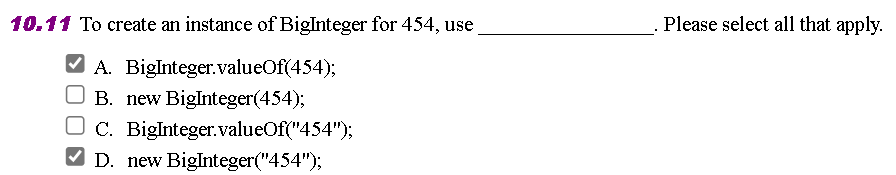 10.11 To create an instance of BigInteger for 454, use __________________. Please select all that apply.
A. BigInteger.valueOf(454);
B. new BigInteger(454);
C. BigInteger.valueOf("454");
D. new BigInteger("454");